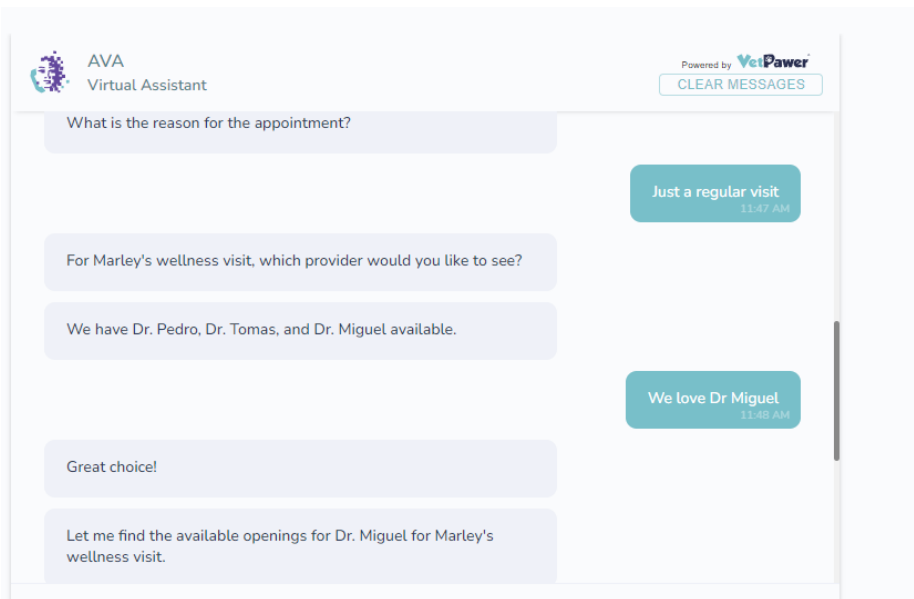 AVA
Virtual Assistant
Powered by VetPawer
CLEAR MESSAGES
What is the reason for the appointment?
Just a regular visit
11:47 AM
For Marley's wellness visit, which provider would you like to see?
We have Dr. Pedro, Dr. Tomas, and Dr. Miguel available.
We love Dr Miguel
11:48 AM
Great choice!
Let me find the available openings for Dr. Miguel for Marley's
wellness visit.